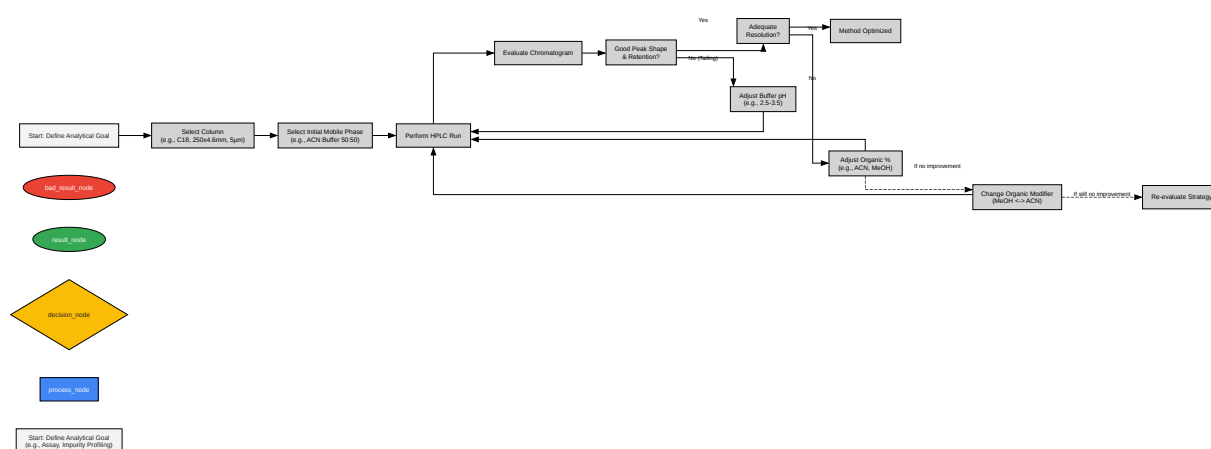 Yes
Adequate
Resolution?
Yes
Method Optimized
Evaluate Chromatogram
Good Peak Shape
& Retention?
No (Tailing)
No
Adjust Buffer pH
(e.g., 2.5-3.5)
Start: Define Analytical Goal
Select Column
(e.g., C18, 250x4.6mm, 5µm)
Select Initial Mobile Phase
(e.g., ACN:Buffer 50:50)
Perform HPLC Run
Adjust Organic %
(e.g., ACN, MeOH)
If no improvement
Change Organic Modifier
(MeOH <-> ACN)
If still no improvement
Re-evaluate Strategy
bad_result_node
result_node
decision_node
process_node
Start: Define Analytical Goal
(e.g., Assay, Impurity Profiling)